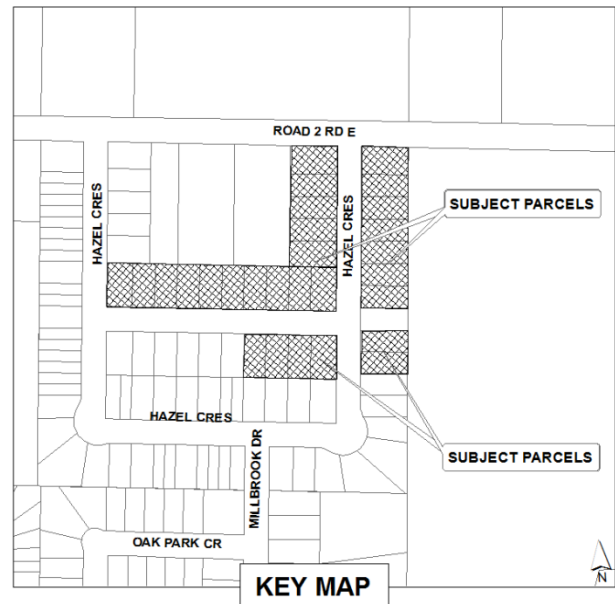 ROAD 2 RD E
HAZEL CRES
SUBJECT PARCELS
HAZEL CRES
HAZEL CRES
MILLBROOK DR
SUBJECT PARCELS
OAK PARK CR
KEY MAP
N